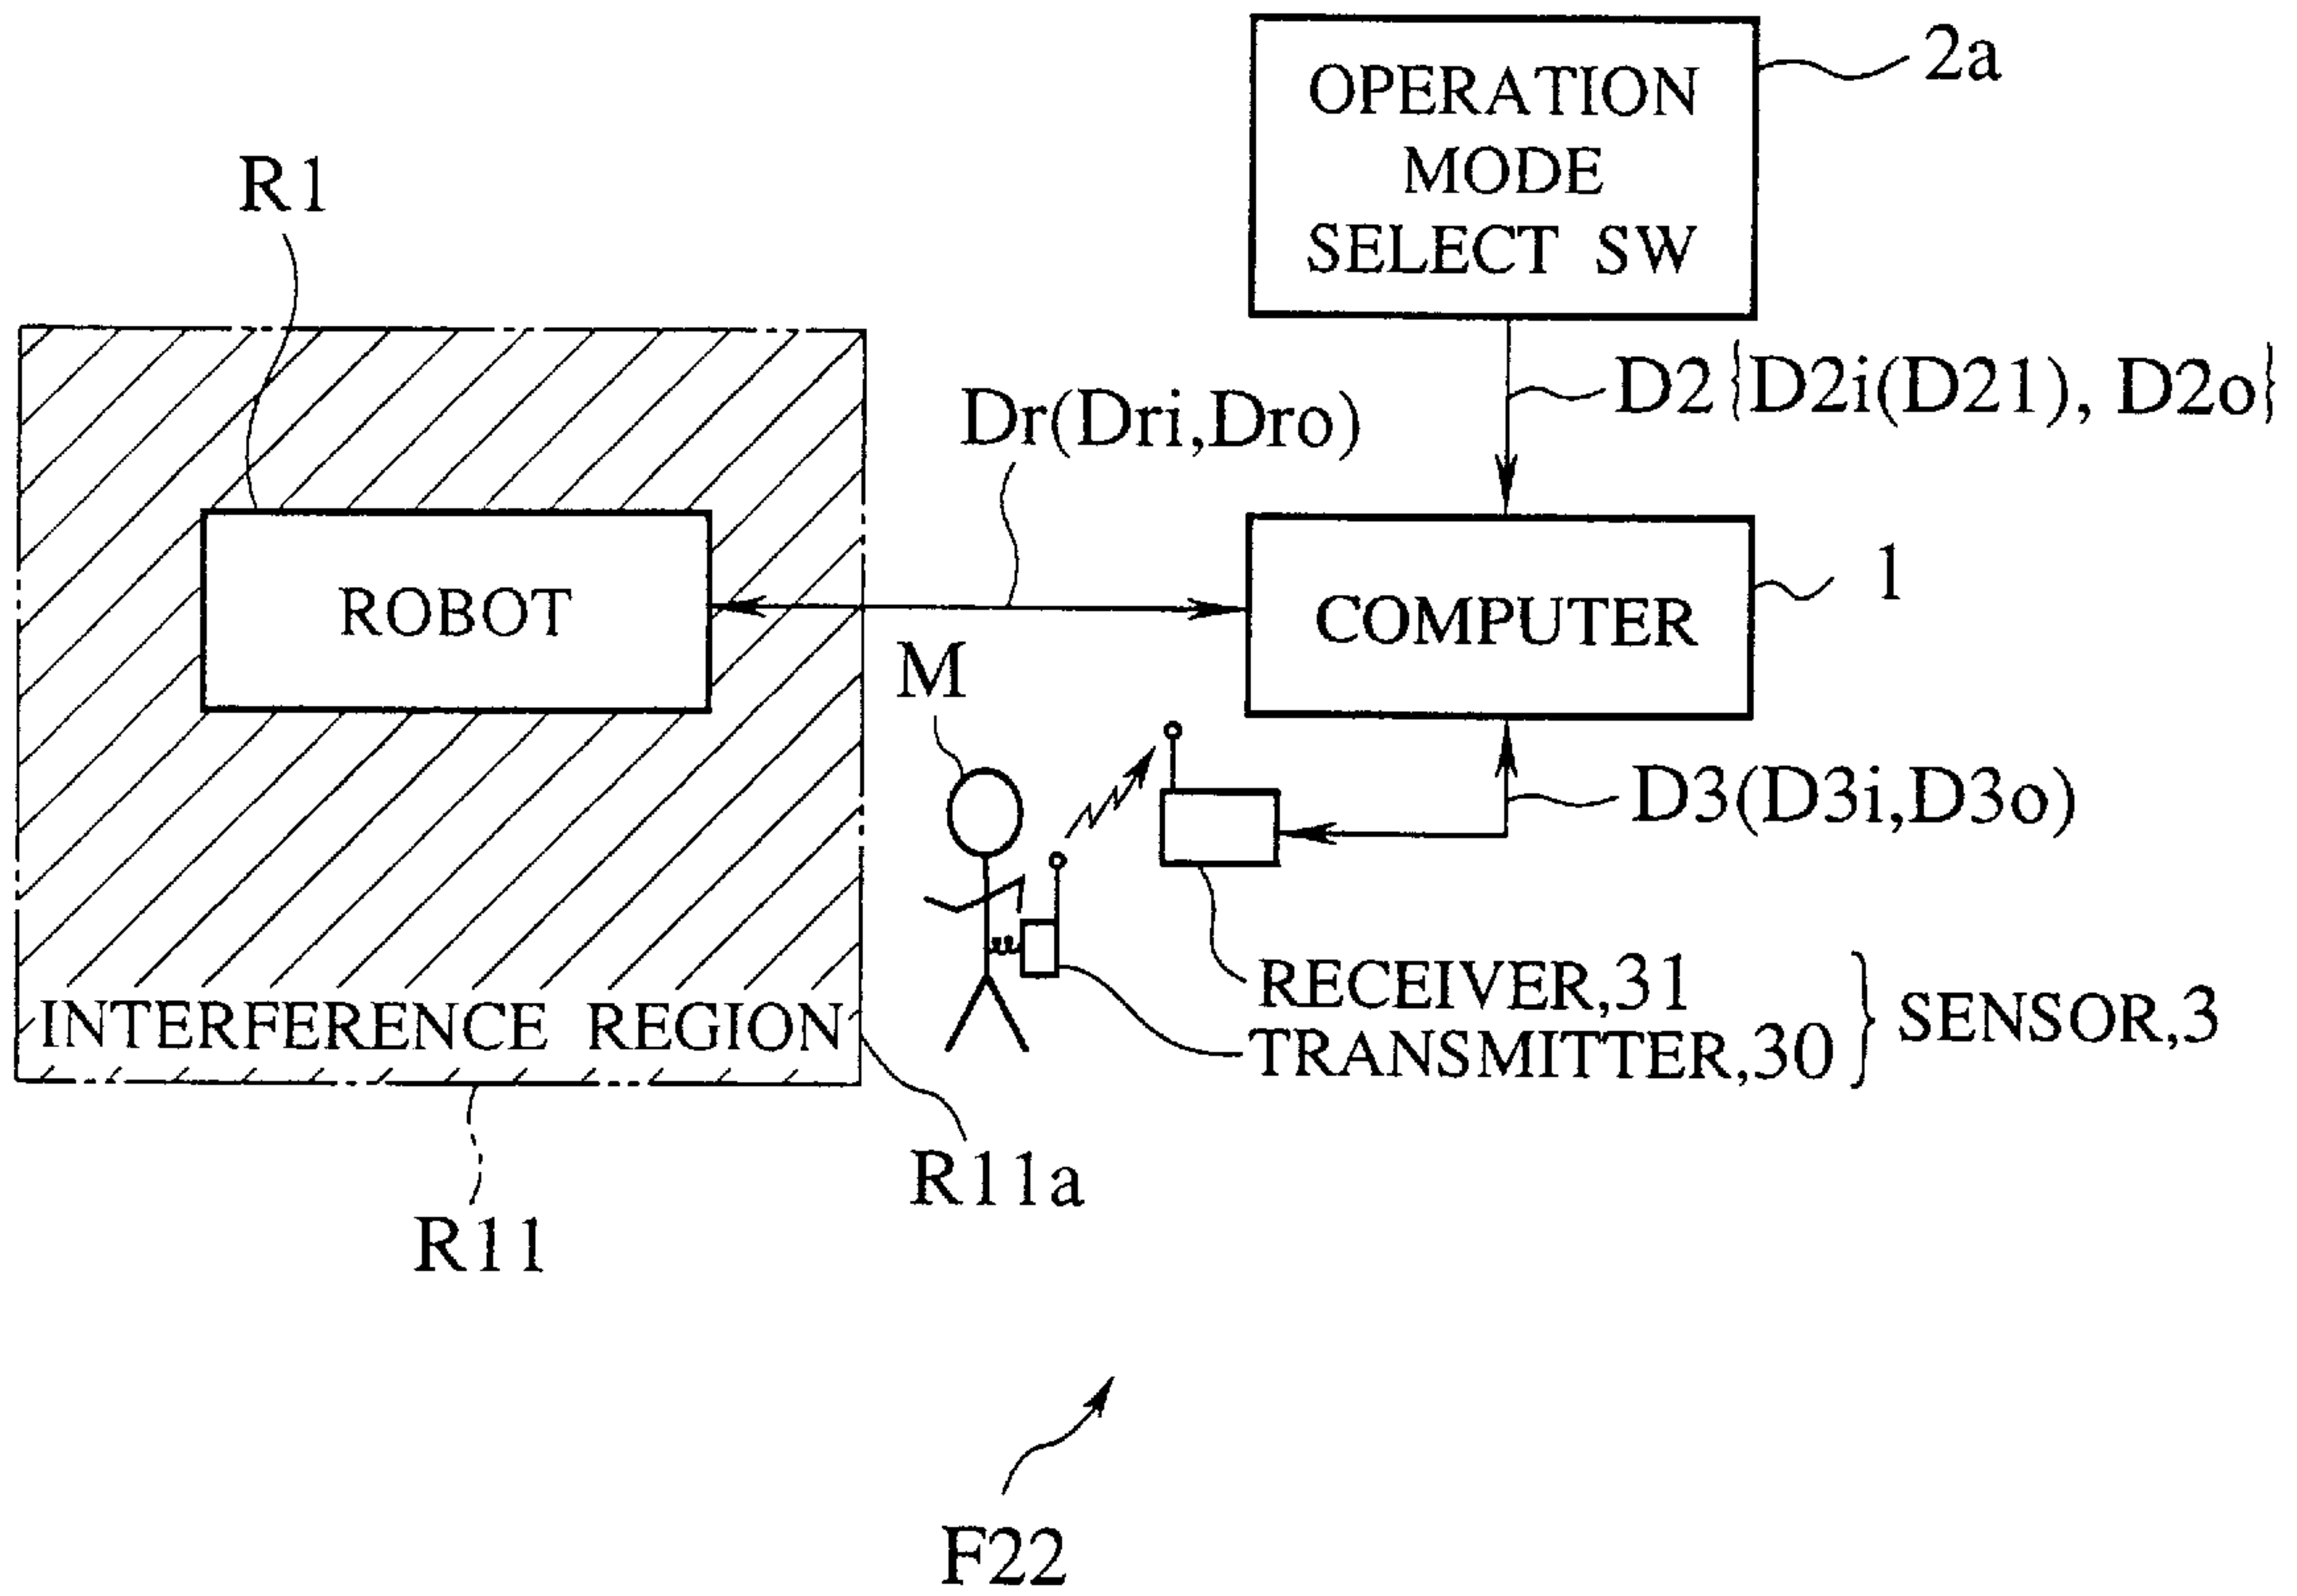 2a
OPERATION
MODE
SELECT SW
R1
D2{D2i(D21), D2o}
Dr(Dri,Dro)
ROBOT
COMPUTER
1
M
D3(D3i,D3o)
RECEIVER,31
TRANSMITTER,30
SENSOR,3
INTERFERENCE REGION
R11a
R11
F22